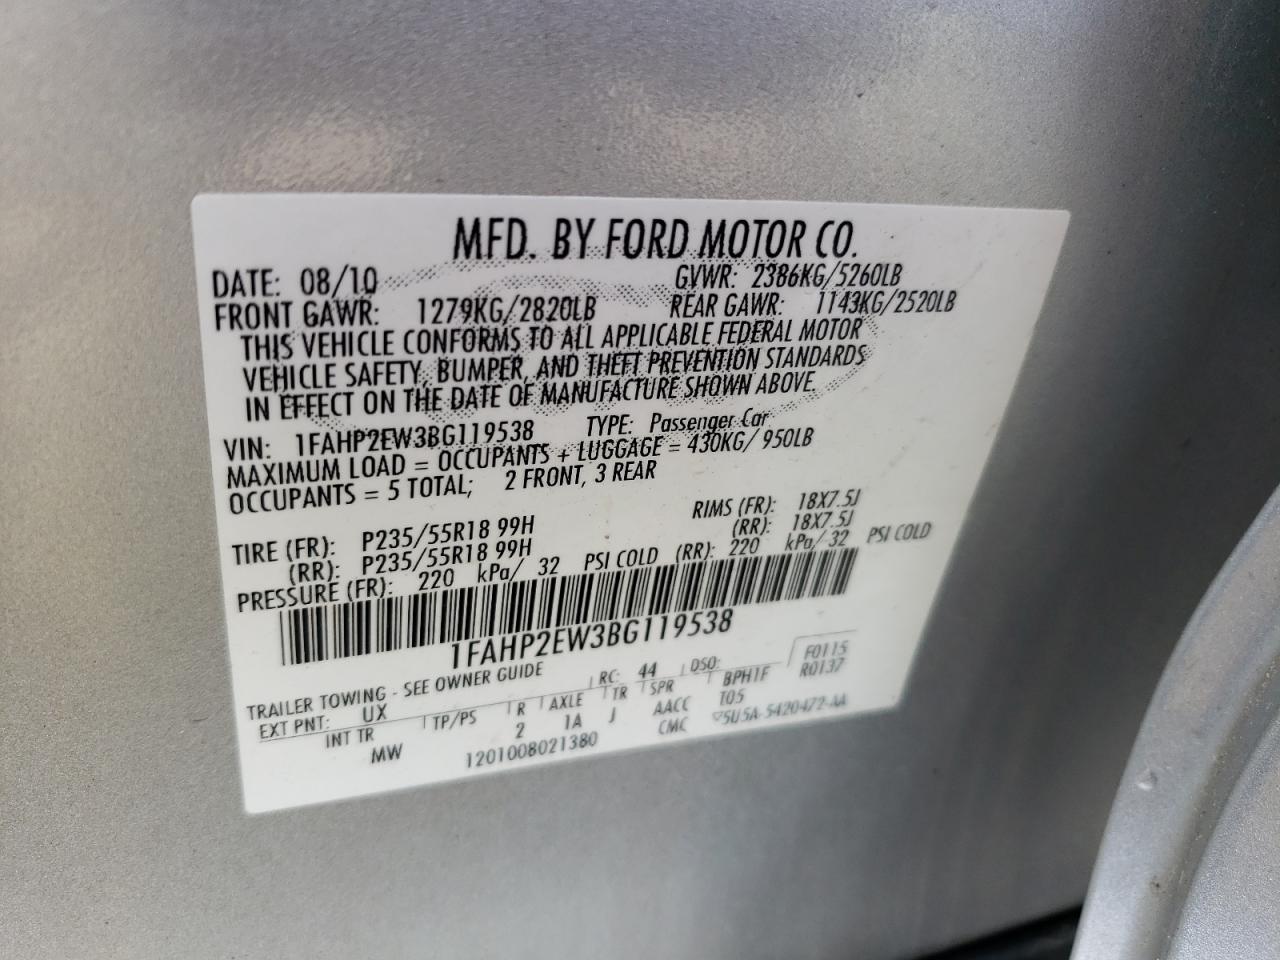 MFD. BY FORD MOTOR CO.
DATE: 08/10 GVWR: 2386KG/5260LB
FRONT GAWR: 1279KG/2820LB REAR GAWR: 1143KG/2520LB
THIS VEHICLE CONFORMS TO ALL APPLICABLE FEDERAL MOTOR
VEHICLE SAFETY, BUMPER, AND THEFT PREVENTION STANDARDS
IN EFFECT ON THE DATE OF MANUFACTURE SHOWN ABOVE.
VIN: 1FAHP2EW3BG119538 TYPE: Passenger Car
MAXIMUM LOAD = OCCUPANTS + LUGGAGE = 430KG/ 950LB
OCCUPANTS = 5 TOTAL; 2 FRONT, 3 REAR
TIRE (FR): P235/55R18 99H RIMS (FR): 18X7.5J
(RR): P235/55R18 99H (RR): 18X7.5J
PRESSURE (FR): 220 kPa/ 32 PSI COLD (RR): 220 kPa/ 32 PSI COLD
1FAHP2EW3BG119538
TRAILER TOWING - SEE OWNER GUIDE RC: 44 DSO: F0115
EXT PNT: UX TP/PS R AXLE TR SPR BPH1F R0137
INT TR 2 1A J AACC T05
MW 1201008021380 CMC 5U5A-5420472-AA